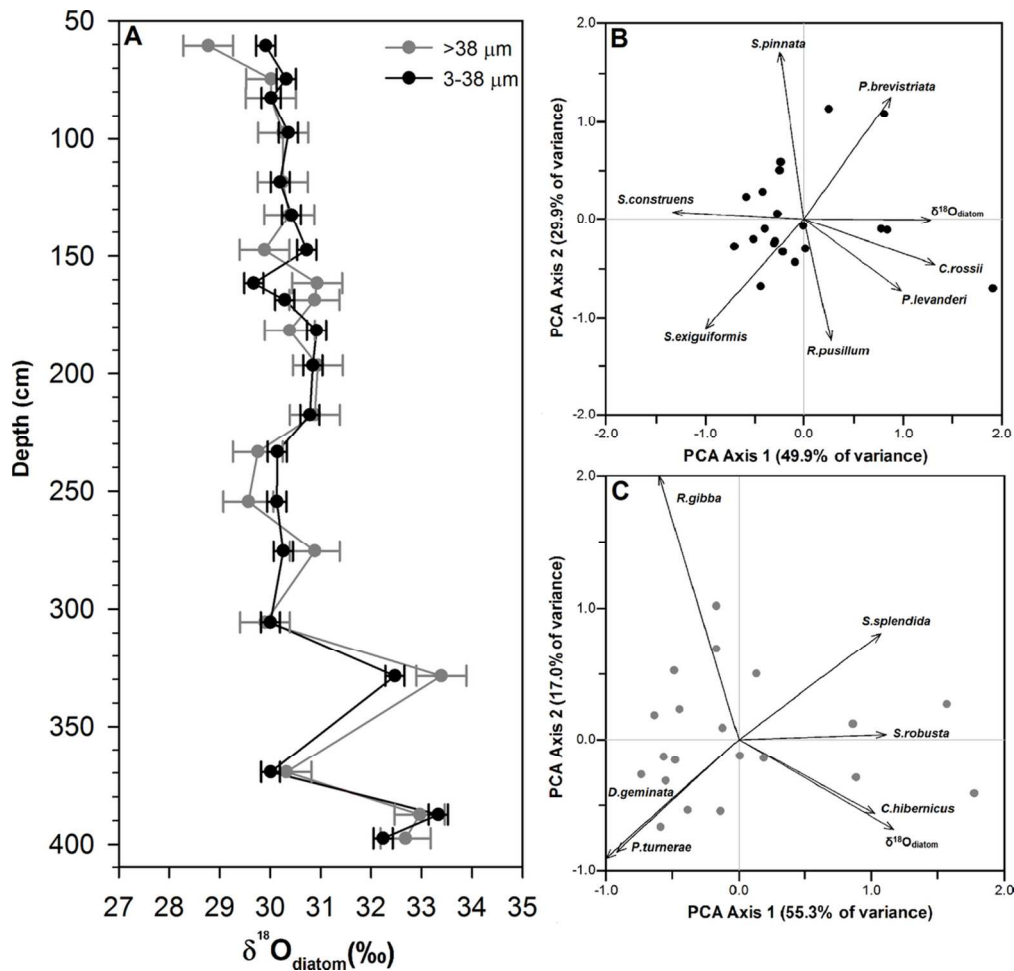 A
>38 μm
3-38 μm
50
100
150
200
250
300
350
400
Depth (cm)
27 28 29 30 31 32 33 34 35
δ¹⁸O_diatom(‰)
B
2.0
1.0
0.0
-1.0
-2.0
PCA Axis 2 (29.9% of variance)
S.pinnata
P.brevistriata
S.construens
δ¹⁸O_diatom
C.rossii
P.levanderi
S.exiguiformis
R.pusillum
-2.0 -1.0 0.0 1.0 2.0
PCA Axis 1 (49.9% of variance)
C
2.0
1.0
0.0
-1.0
PCA Axis 2 (17.0% of variance)
R.gibba
S.splendida
S.robusta
D.geminata
C.hibernicus
δ¹⁸O_diatom
P.turnerae
-1.0 0.0 1.0 2.0
PCA Axis 1 (55.3% of variance)